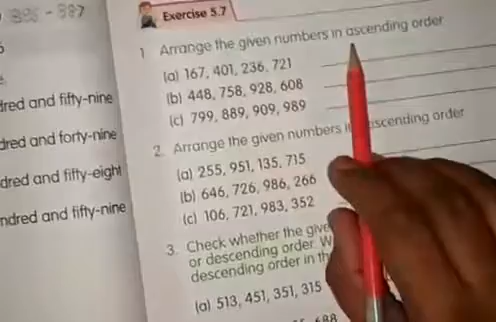 Exercise 5.7
1 Arrange the given numbers in ascending order
(a) 167, 401, 236, 721
(b) 448, 758, 928, 608
(c) 799, 889, 909, 989
2. Arrange the given numbers scending order
(a) 255, 951, 135, 715
(b) 646, 726, 986, 266
(c) 106, 721, 983, 352
3. Check whether the give
or descending order. W
descending order in th
(a) 513, 451, 351, 315
dred and fifty-nine
dred and forty-nine
dred and fifty-eight
ndred and fifty-nine